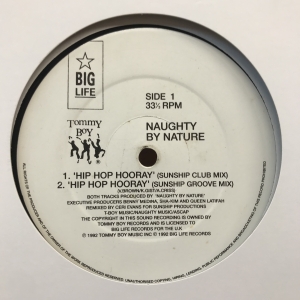 BIG
LIFE
SIDE 1
33⅓ RPM
Tommy
Boy
NAUGHTY
BY NATURE
1. 'HIP HOP HOORAY' (SUNSHIP CLUB MIX)
2. 'HIP HOP HOORAY' (SUNSHIP GROOVE MIX)
(V.BROWN/K.GIST/A.CRISS)
BOTH TRACKS PRODUCED BY 'NAUGHTY BY NATURE'
EXECUTIVE PRODUCERS BENNY MEDINA, SHA-KIM AND QUEEN LATIFAH
REMIXED BY CERI EVANS FOR SUNSHIP PRODUCTIONS
T-BOY MUSIC/NAUGHTY MUSIC/ASCAP
THE COPYRIGHT IN THIS SOUND RECORDING IS OWNED BY
TOMMY BOY RECORDS AND IS LICENSED TO
BIG LIFE RECORDS FOR THE U.K
© 1992 TOMMY BOY MUSIC INC ℗ 1992 BIG LIFE RECORDS